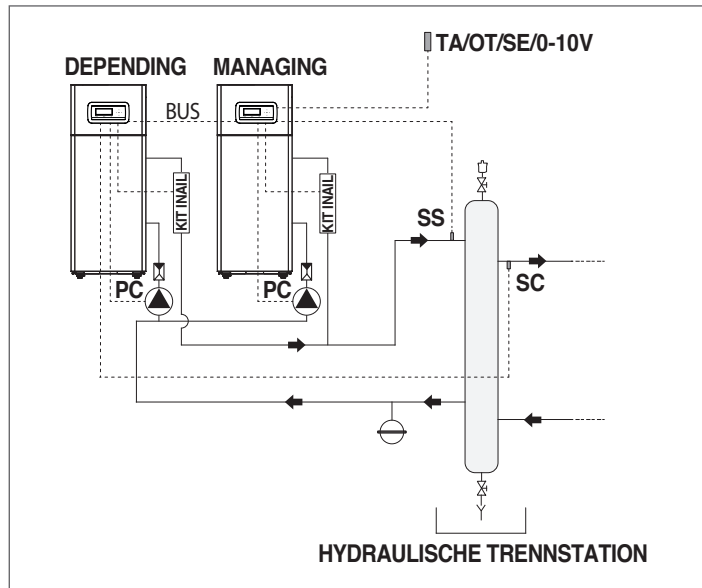 TA/OT/SE/0-10V
DEPENDING
MANAGING
BUS
KIT INAIL
KIT INAIL
SS
SC
PC
PC
HYDRAULISCHE TRENNSTATION